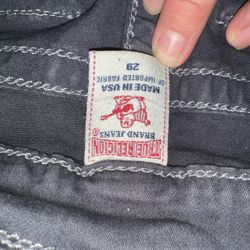 TRUE RELIGION
®
BRAND JEANS
MADE IN USA
OF IMPORTED FABRIC
29